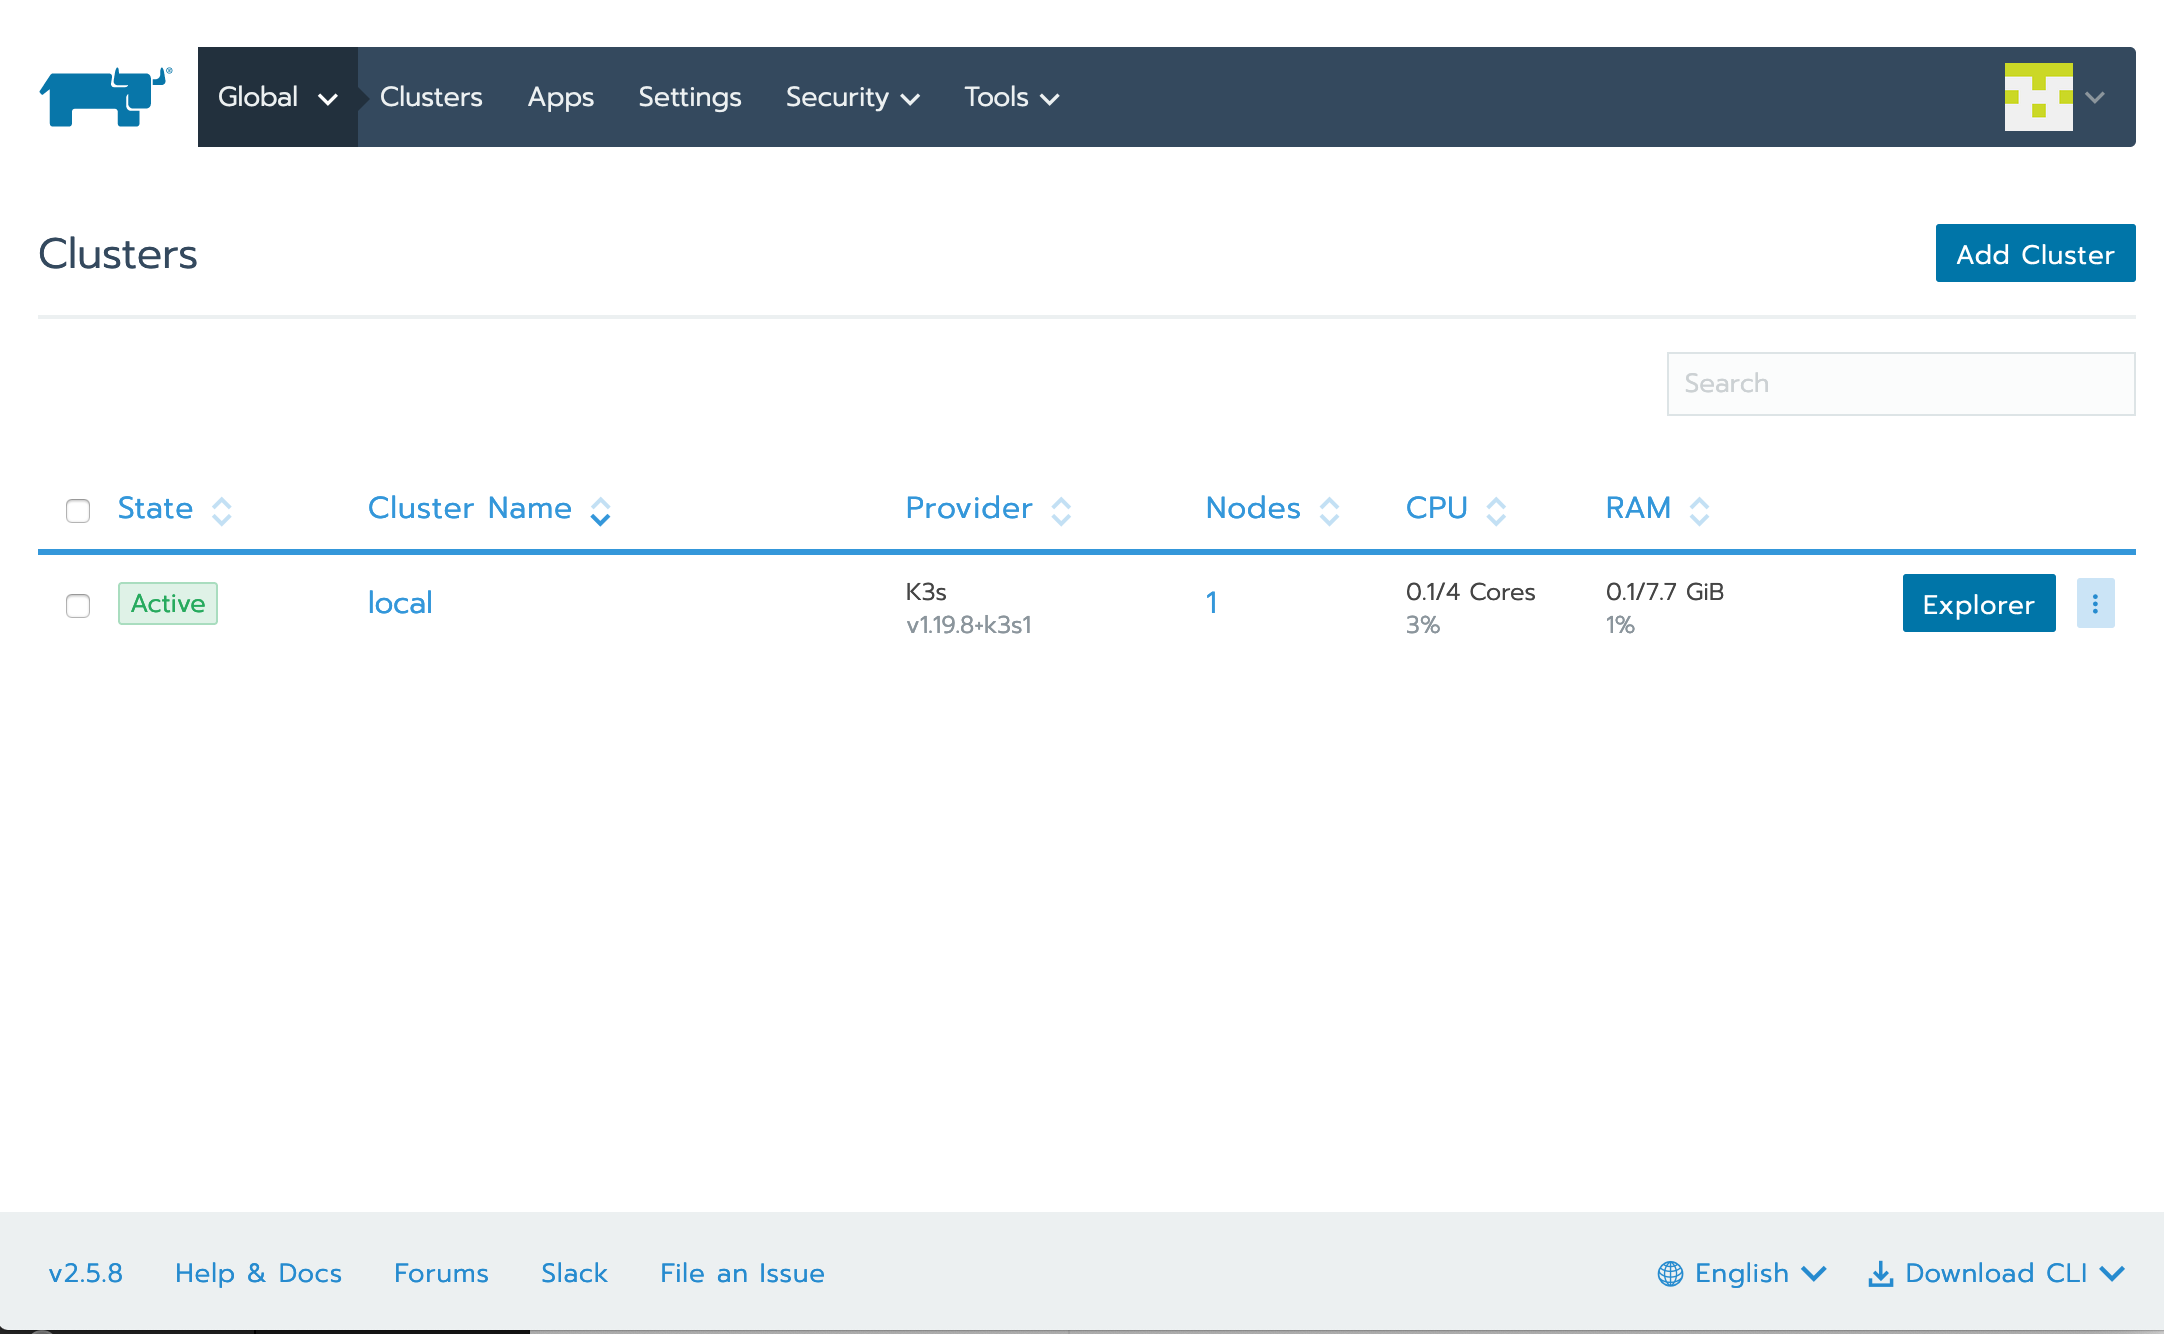 Global Clusters Apps Settings Security Tools
Clusters
Add Cluster
Search
State Cluster Name Provider Nodes CPU RAM
Active local K3s 1 0.1/4 Cores 0.1/7.7 GiB Explorer
v1.19.8+k3s1 3% 1%
v2.5.8 Help & Docs Forums Slack File an Issue English Download CLI